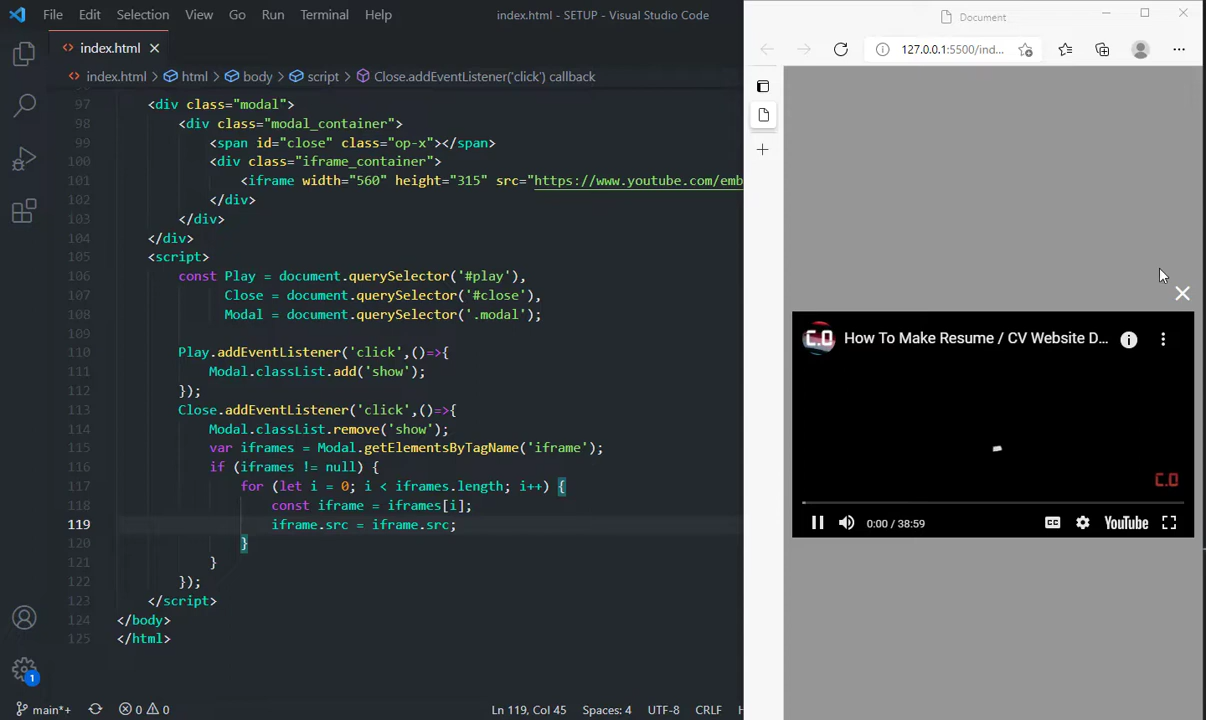 File Edit Selection View Go Run Terminal Help index.html - SETUP - Visual Studio Code
index.html
index.html > html > body > script > Close.addEventListener('click') callback
97 <div class="modal">
98 <div class="modal_container">
99 <span id="close" class="op-x"></span>
100 <div class="iframe_container">
101 <iframe width="560" height="315" src="https://www.youtube.com/emb
102 </div>
103 </div>
104 </div>
105 <script>
106 const Play = document.querySelector('#play'),
107 Close = document.querySelector('#close'),
108 Modal = document.querySelector('.modal');
109
110 Play.addEventListener('click',()=>{
111 Modal.classList.add('show');
112 });
113 Close.addEventListener('click',()=>{
114 Modal.classList.remove('show');
115 var iframes = Modal.getElementsByTagName('iframe');
116 if (iframes != null) {
117 for (let i = 0; i < iframes.length; i++) {
118 const iframe = iframes[i];
119 iframe.src = iframe.src;
120 }
121 }
122 });
123 </script>
124 </body>
125 </html>
1
main*+ 0 0 Ln 119, Col 45 Spaces: 4 UTF-8 CRLF
Document
127.0.0.1:5500/ind...
C.O How To Make Resume / CV Website D...
C.O
0:00 / 38:59 YouTube